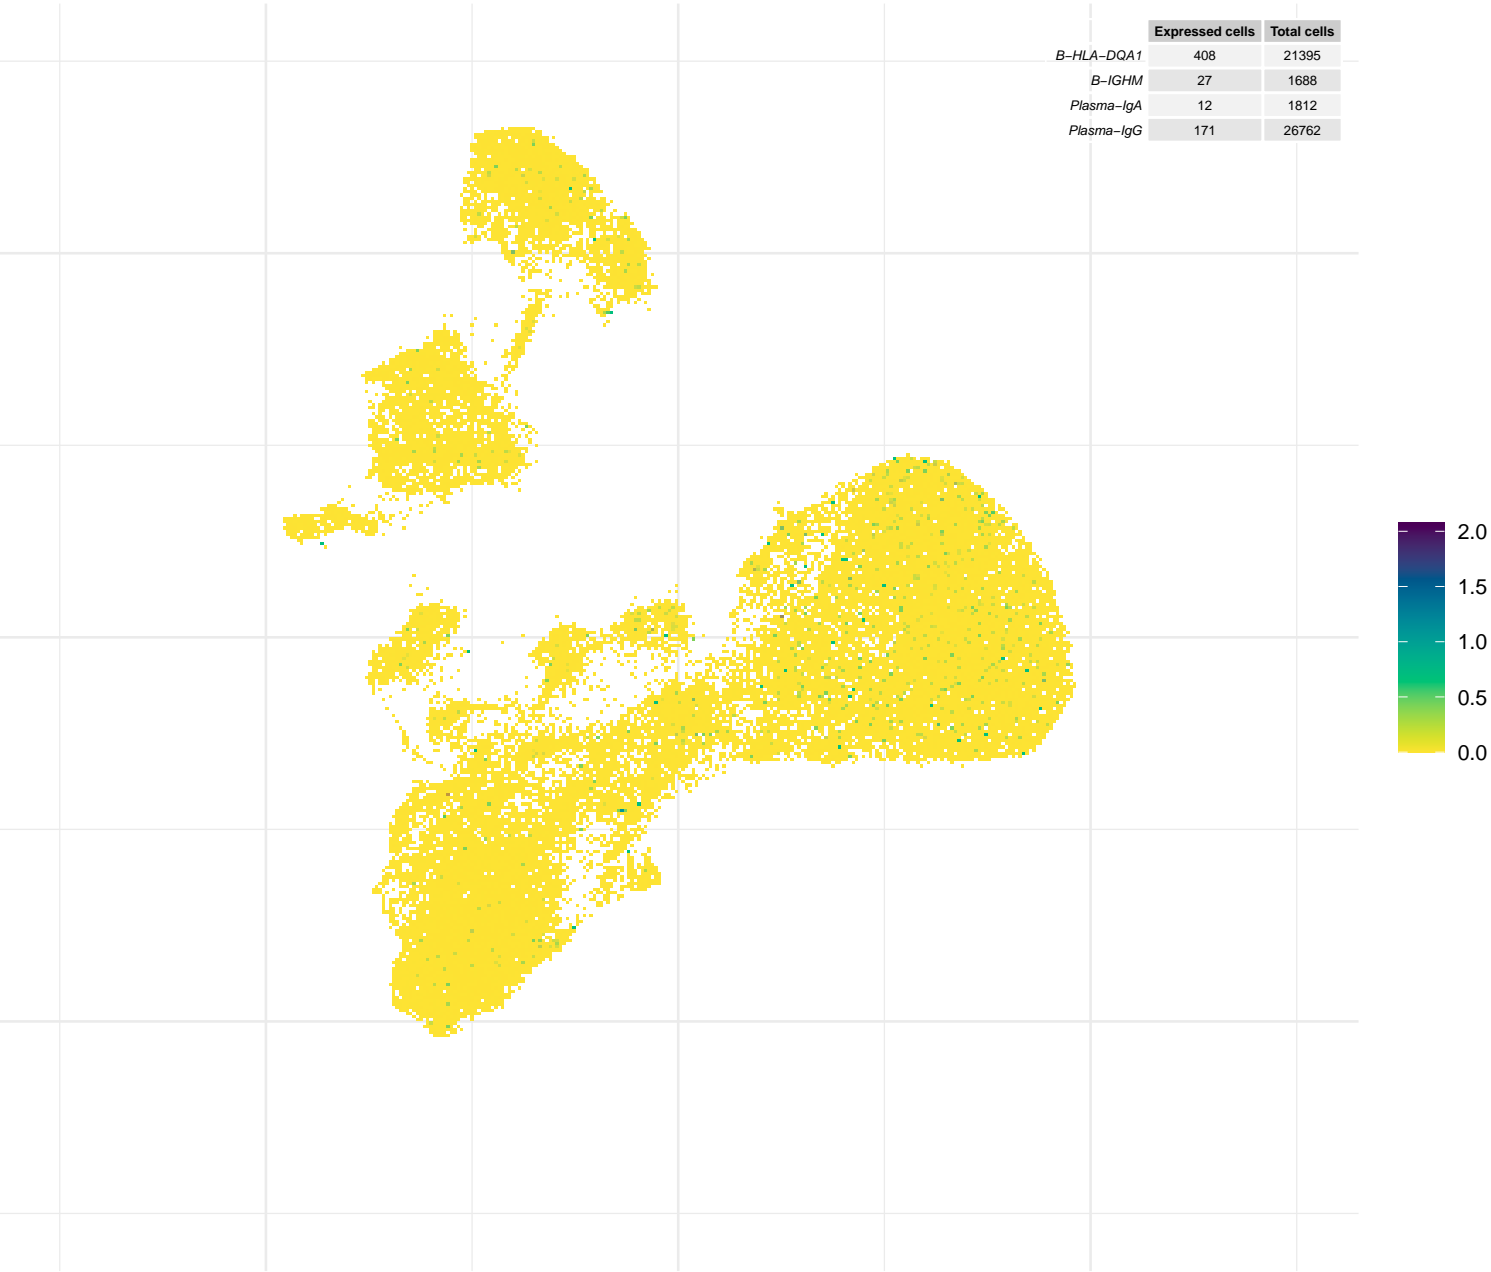 Expressed cells Total cells
B−HLA−DQA1 408 21395
B−IGHM 27 1688
Plasma−IgA 12 1812
Plasma−IgG 171 26762
2.0
1.5
1.0
0.5
0.0